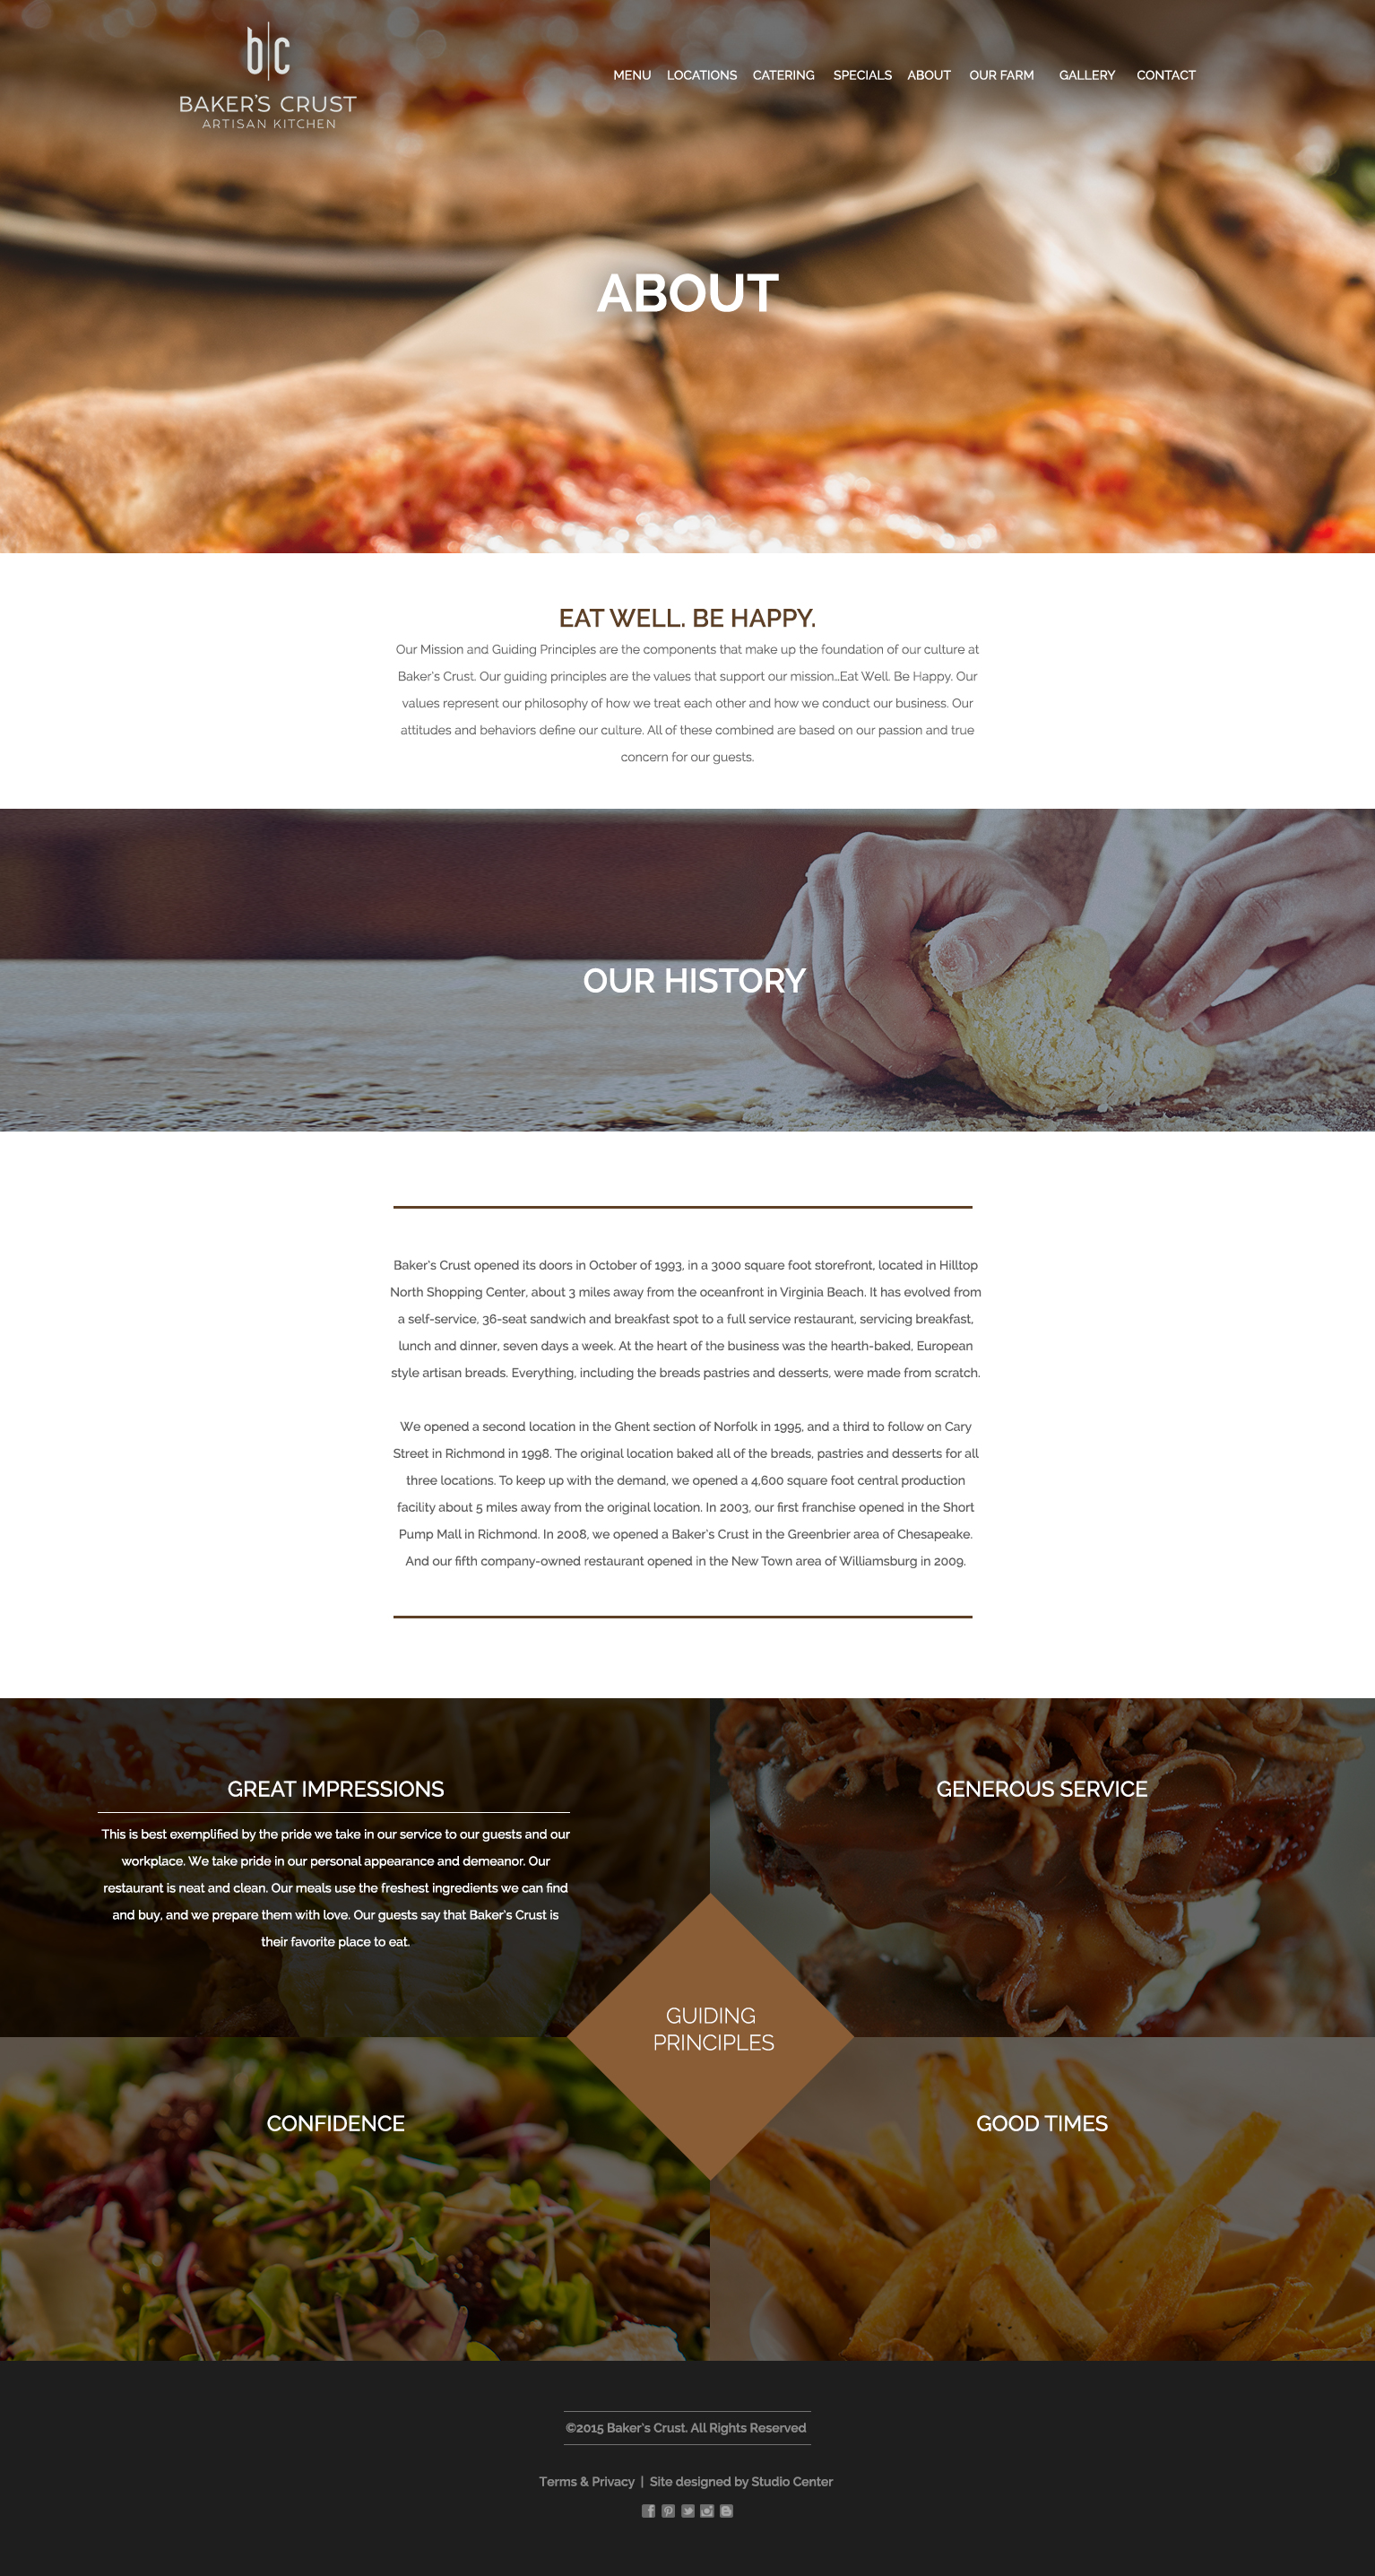 b|c
BAKER'S CRUST
ARTISAN KITCHEN
MENU LOCATIONS CATERING SPECIALS ABOUT OUR FARM GALLERY CONTACT
ABOUT
EAT WELL. BE HAPPY.
Our Mission and Guiding Principles are the components that make up the foundation of our culture at
Baker's Crust. Our guiding principles are the values that support our mission...Eat Well. Be Happy. Our
values represent our philosophy of how we treat each other and how we conduct our business. Our
attitudes and behaviors define our culture. All of these combined are based on our passion and true
concern for our guests.
OUR HISTORY
Baker's Crust opened its doors in October of 1993, in a 3000 square foot storefront, located in Hilltop
North Shopping Center, about 3 miles away from the oceanfront in Virginia Beach. It has evolved from
a self-service, 36-seat sandwich and breakfast spot to a full service restaurant, servicing breakfast,
lunch and dinner, seven days a week. At the heart of the business was the hearth-baked, European
style artisan breads. Everything, including the breads pastries and desserts, were made from scratch.
We opened a second location in the Ghent section of Norfolk in 1995, and a third to follow on Cary
Street in Richmond in 1998. The original location baked all of the breads, pastries and desserts for all
three locations. To keep up with the demand, we opened a 4,600 square foot central production
facility about 5 miles away from the original location. In 2003, our first franchise opened in the Short
Pump Mall in Richmond. In 2008, we opened a Baker's Crust in the Greenbrier area of Chesapeake.
And our fifth company-owned restaurant opened in the New Town area of Williamsburg in 2009.
GREAT IMPRESSIONS
This is best exemplified by the pride we take in our service to our guests and our
workplace. We take pride in our personal appearance and demeanor. Our
restaurant is neat and clean. Our meals use the freshest ingredients we can find
and buy, and we prepare them with love. Our guests say that Baker's Crust is
their favorite place to eat.
GENEROUS SERVICE
GUIDING
PRINCIPLES
CONFIDENCE
GOOD TIMES
©2015 Baker's Crust. All Rights Reserved
Terms & Privacy | Site designed by Studio Center